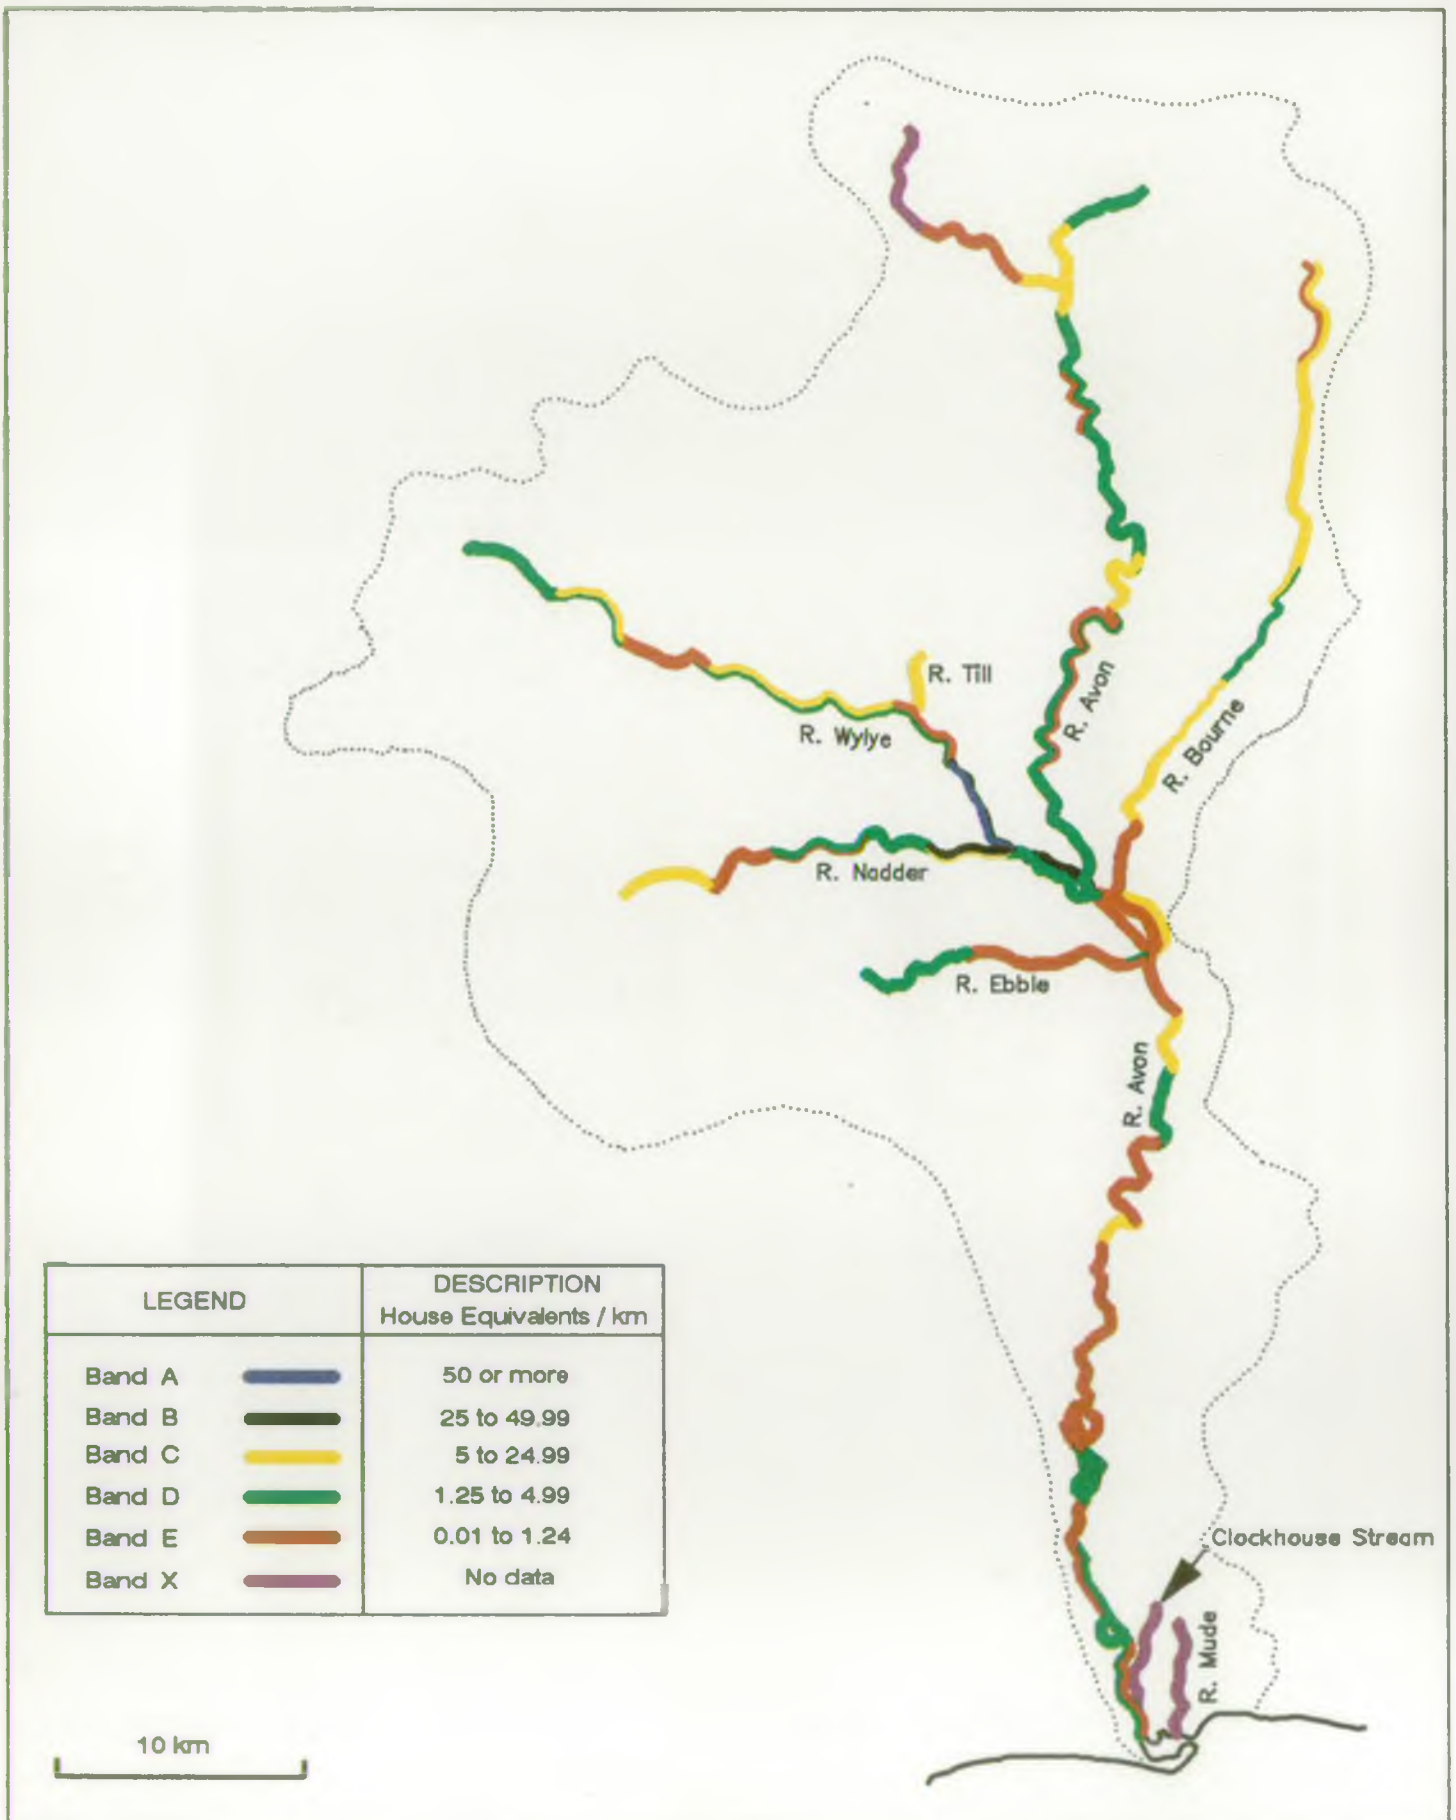 R. Till
R. Wylye
R. Avon
R. Bourne
R. Nadder
R. Ebble
R. Avon
LEGEND
DESCRIPTION
House Equivalents / km
Band A 50 or more
Band B 25 to 49.99
Band C 5 to 24.99
Band D 1.25 to 4.99
Band E 0.01 to 1.24
Band X No data
Clockhouse Stream
R. Mude
10 km